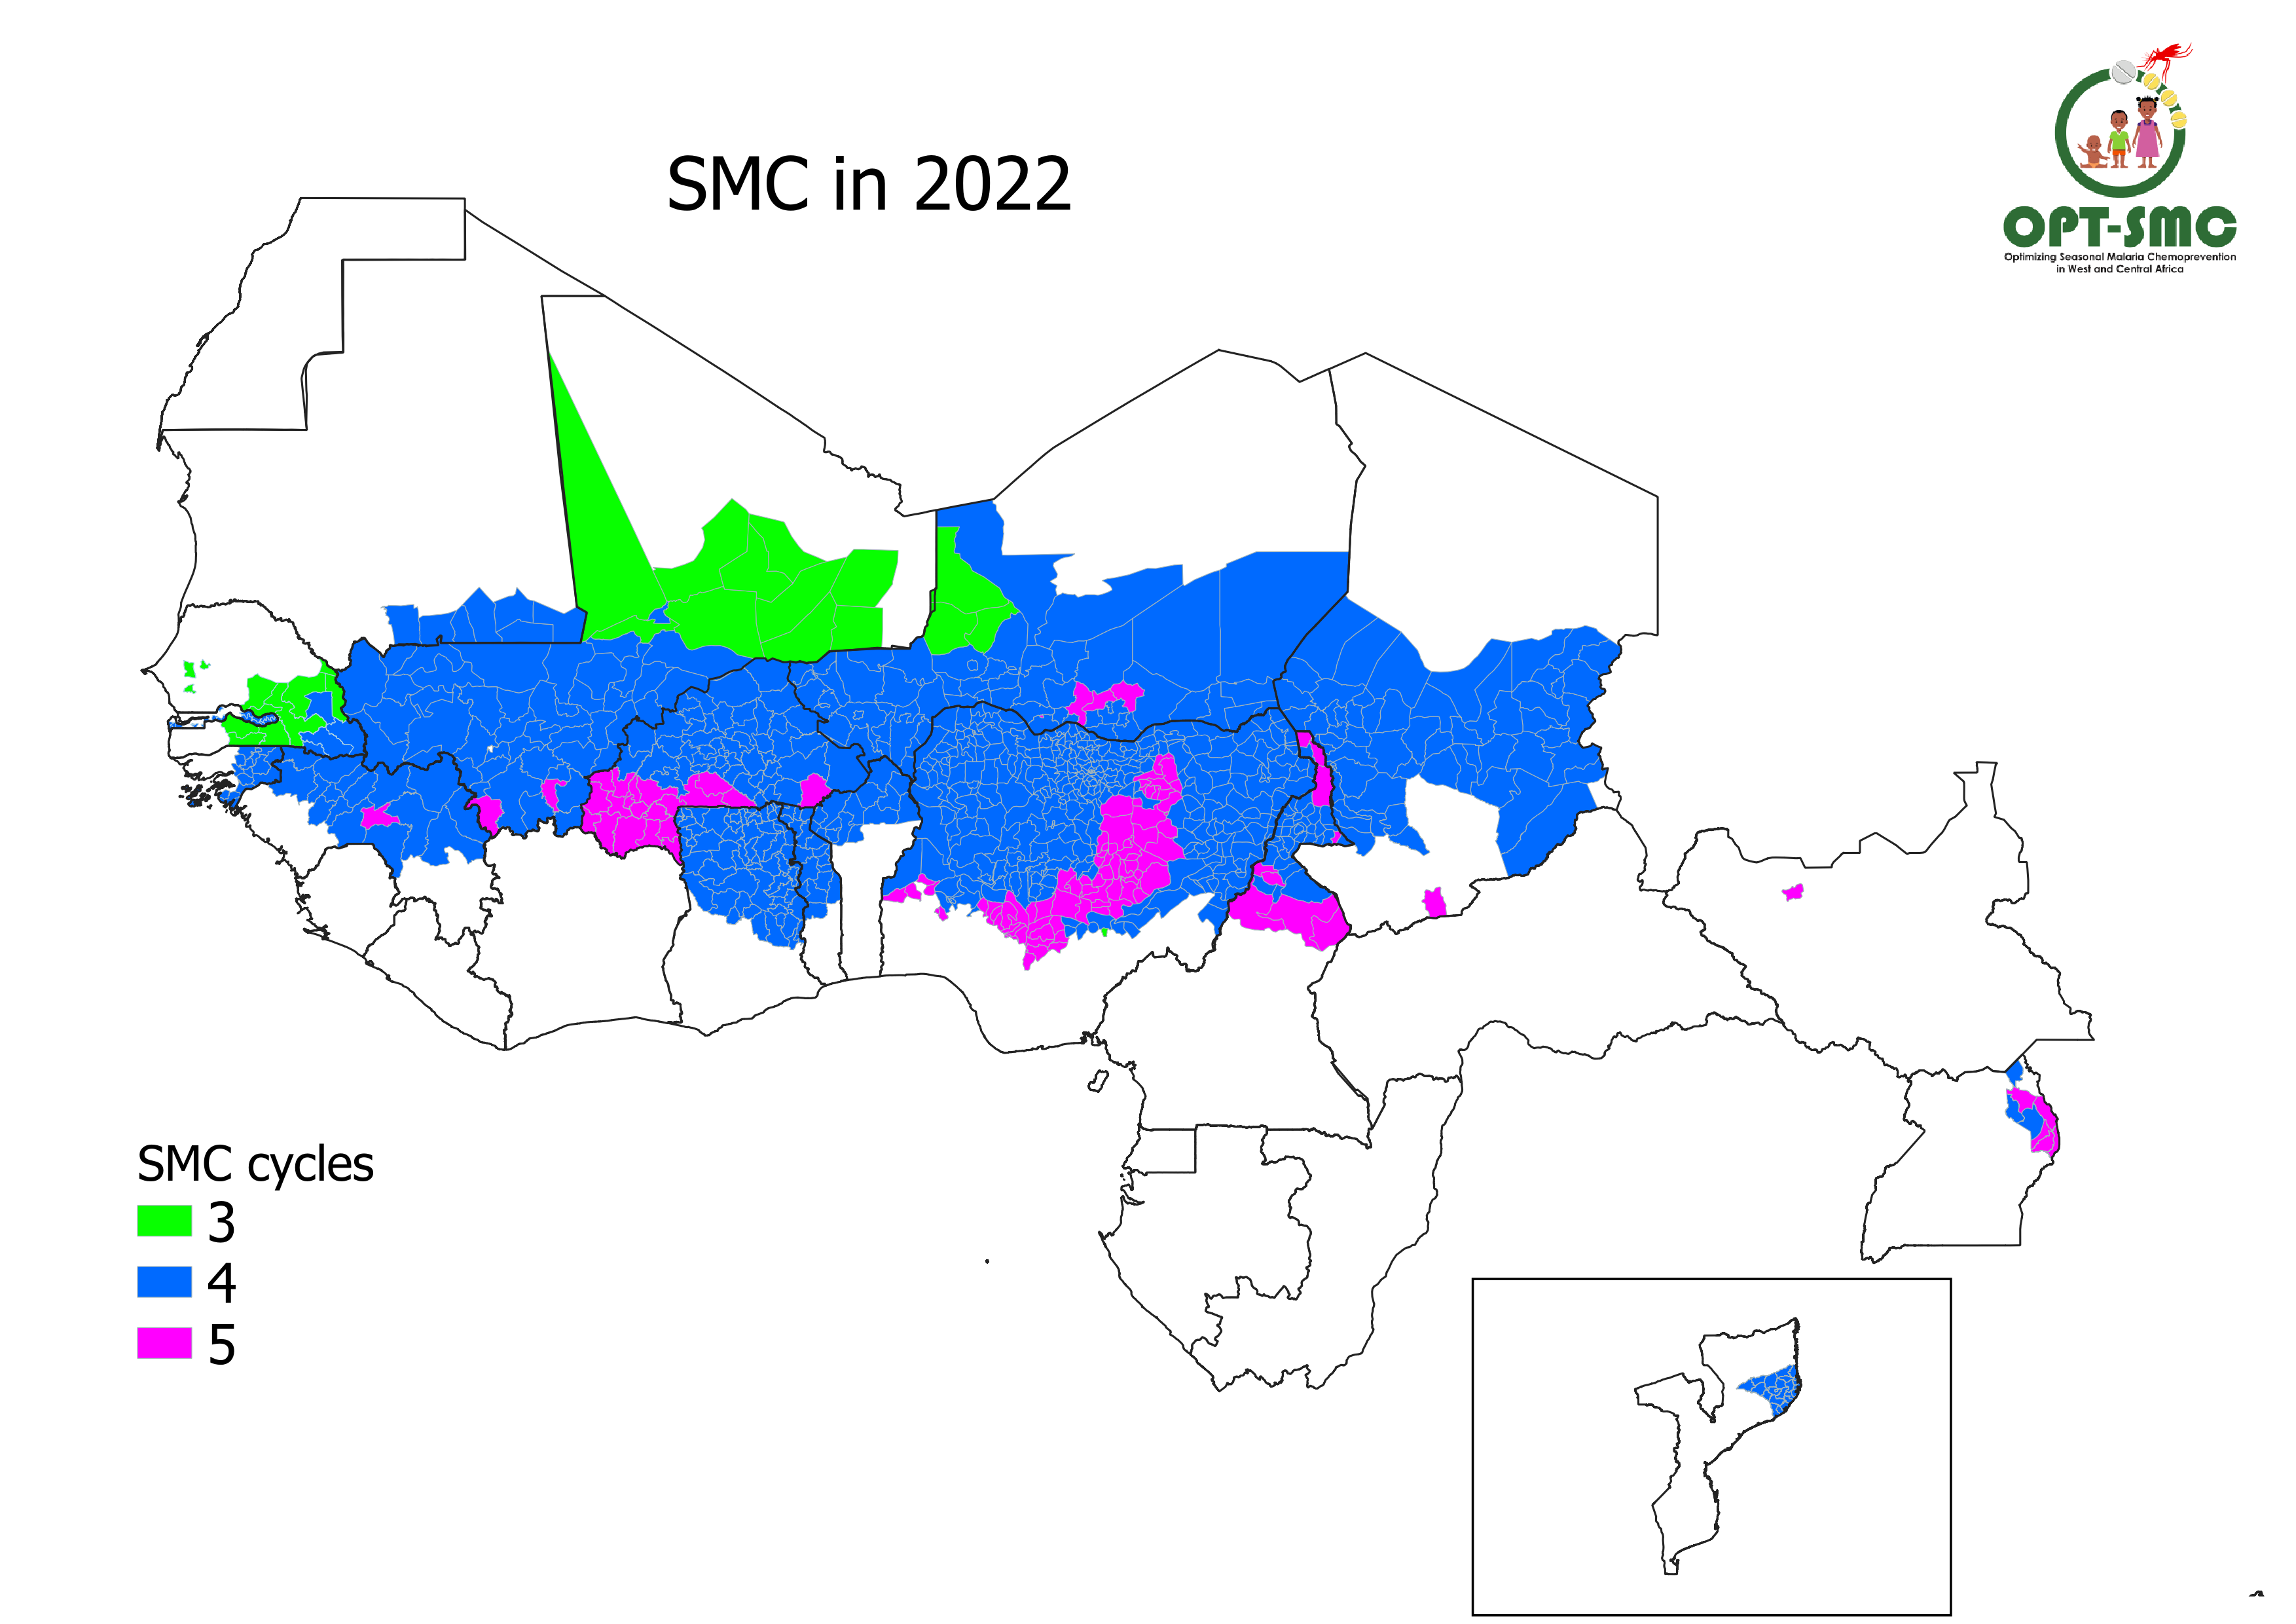 SMC in 2022
OPT-SMC
Optimizing Seasonal Malaria Chemoprevention
in West and Central Africa
SMC cycles
3
4
5